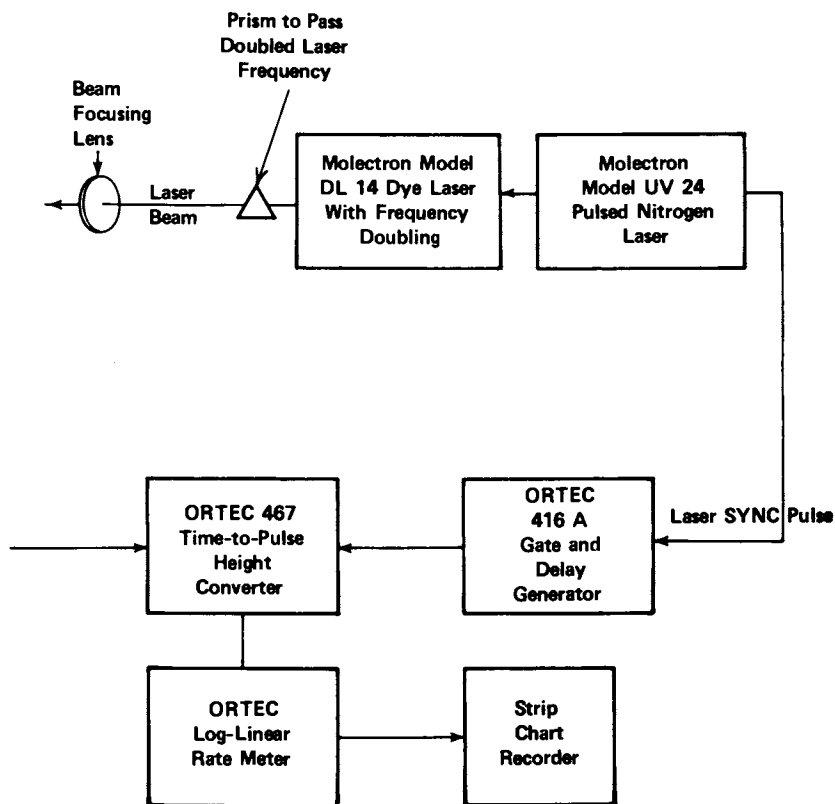 Prism to Pass
Doubled Laser
Frequency
Beam
Focusing
Lens
Laser
Beam
Molectron Model
DL 14 Dye Laser
With Frequency
Doubling
Molectron
Model UV 24
Pulsed Nitrogen
Laser
ORTEC 467
Time-to-Pulse
Height
Converter
ORTEC
416 A
Gate and
Delay
Generator
Laser SYNC Pulse
ORTEC
Log-Linear
Rate Meter
Strip
Chart
Recorder